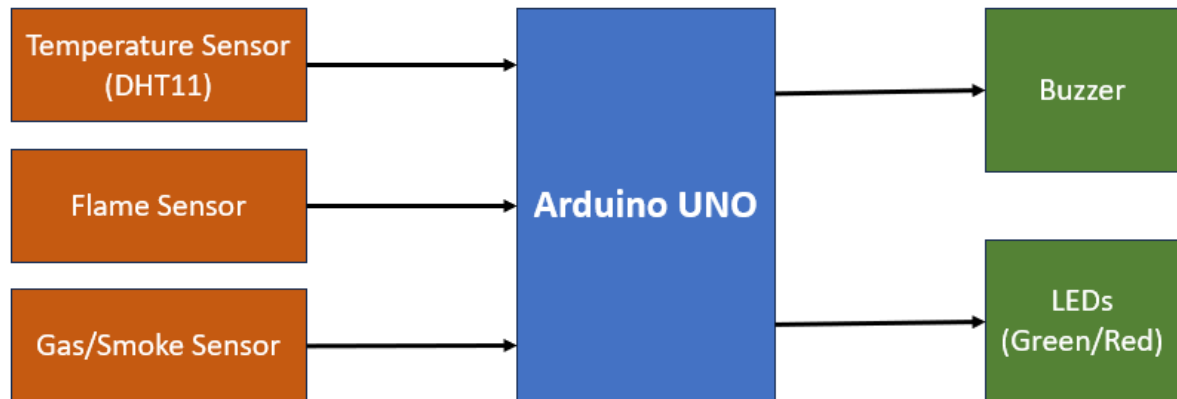 Temperature Sensor
(DHT11)
Flame Sensor
Gas/Smoke Sensor
Arduino UNO
Buzzer
LEDs
(Green/Red)